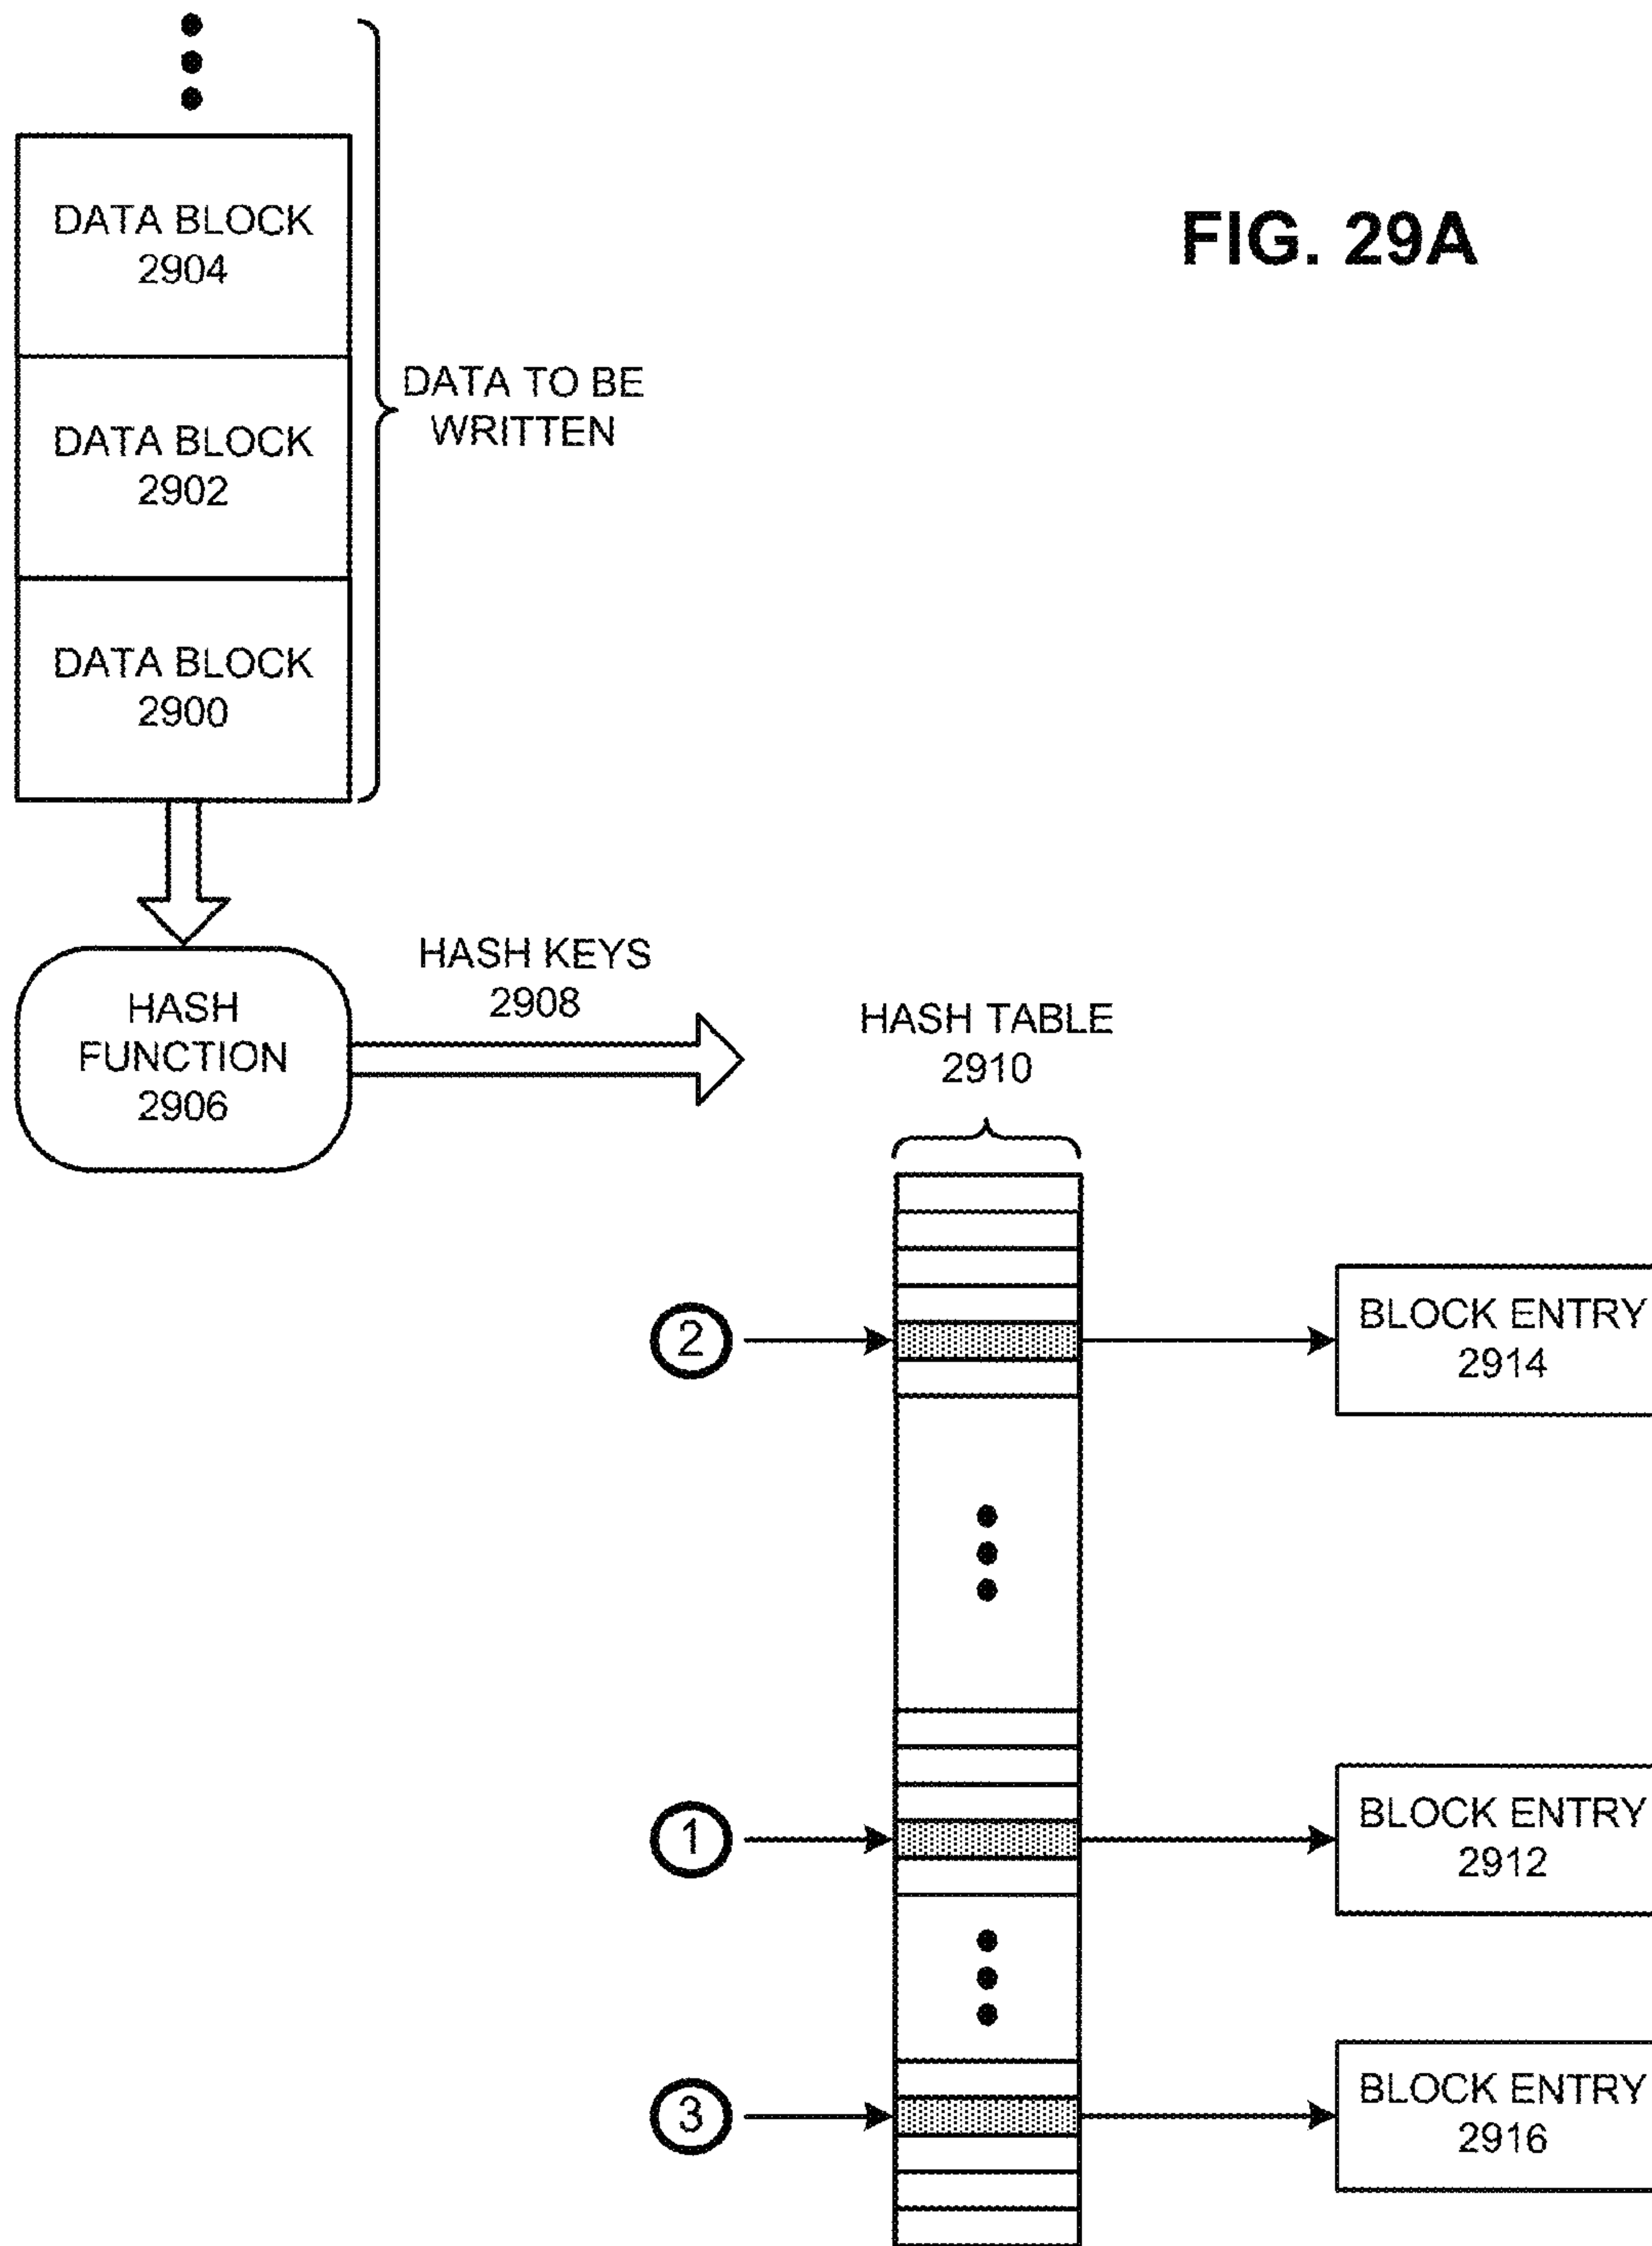 FIG. 29A
DATA BLOCK
2904
DATA BLOCK
2902
DATA BLOCK
2900
DATA TO BE
WRITTEN
HASH
FUNCTION
2906
HASH KEYS
2908
HASH TABLE
2910
2
BLOCK ENTRY
2914
1
BLOCK ENTRY
2912
3
BLOCK ENTRY
2916